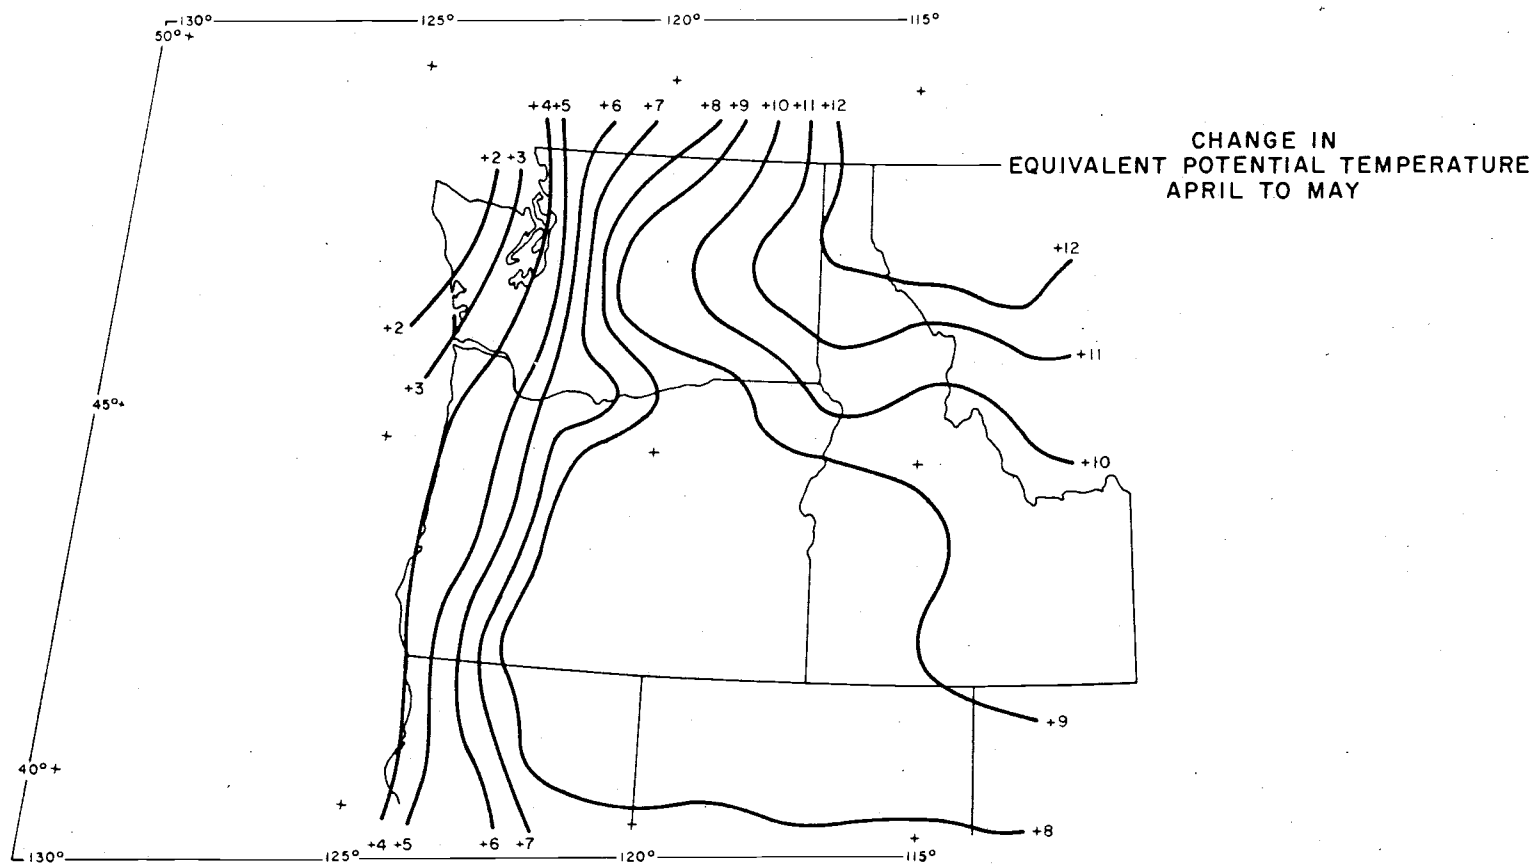 130° 125° 120° 115°
50°
+4 +5 +6 +7 +8 +9 +10 +11 +12
CHANGE IN
EQUIVALENT POTENTIAL TEMPERATURE
APRIL TO MAY
+2 +3
+12
+2
+11
+3
45°
+10
+9
40°
+8
+4 +5 +6 +7
130° 125° 120° 115°